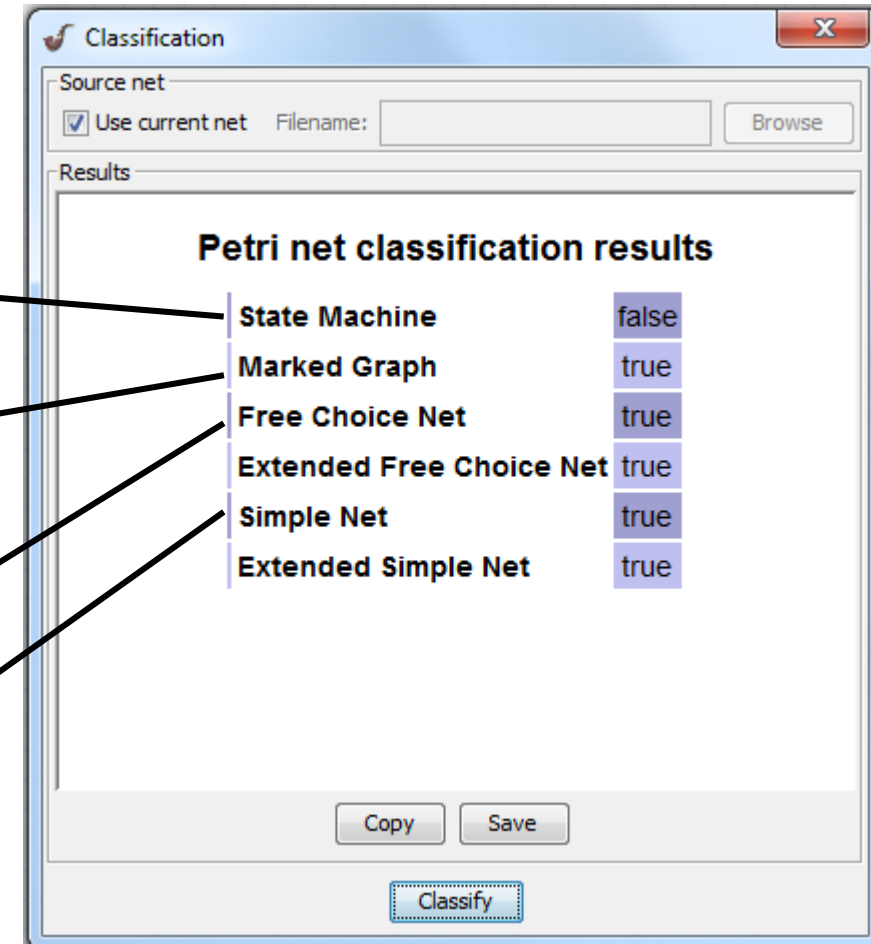 Classification
Source net
Use current net Filename: Browse
Results
Petri net classification results
State Machine false
Marked Graph true
Free Choice Net true
Extended Free Choice Net true
Simple Net true
Extended Simple Net true
Copy Save
Classify